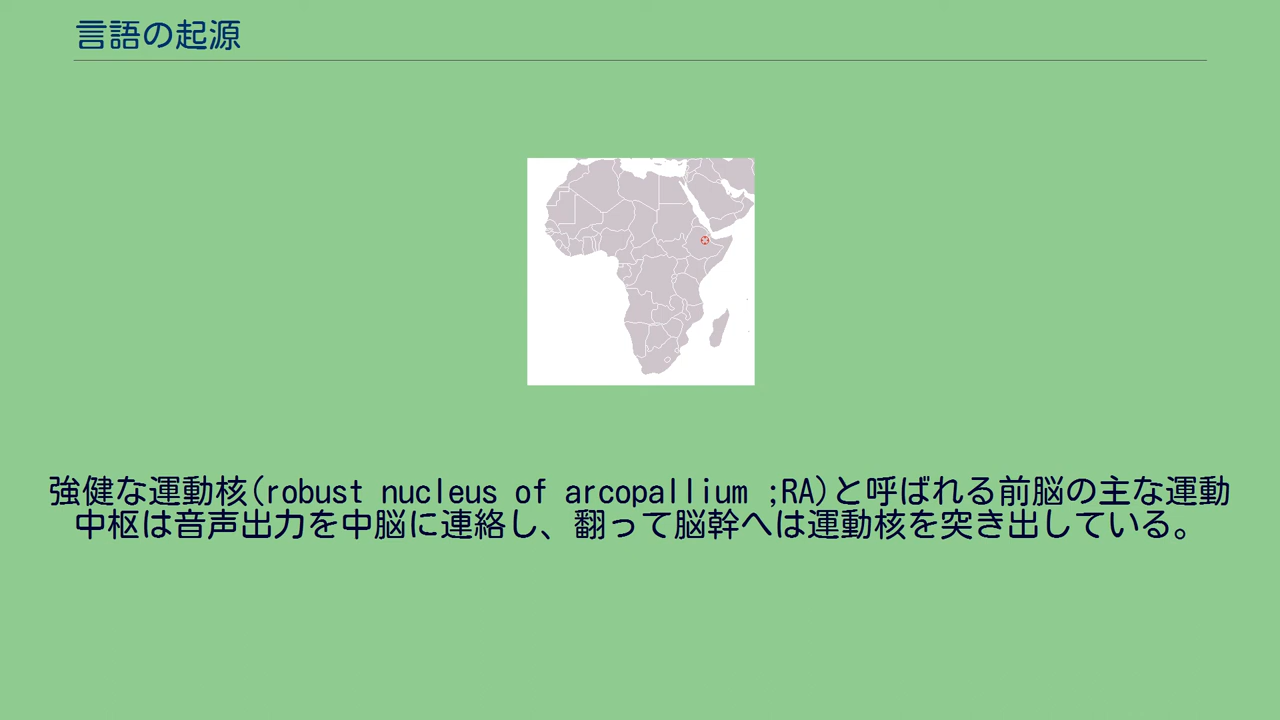 言語の起源
強健な運動核(robust nucleus of arcopallium ;RA)と呼ばれる前脳の主な運動
中枢は音声出力を中脳に連絡し、翻って脳幹へは運動核を突き出している。